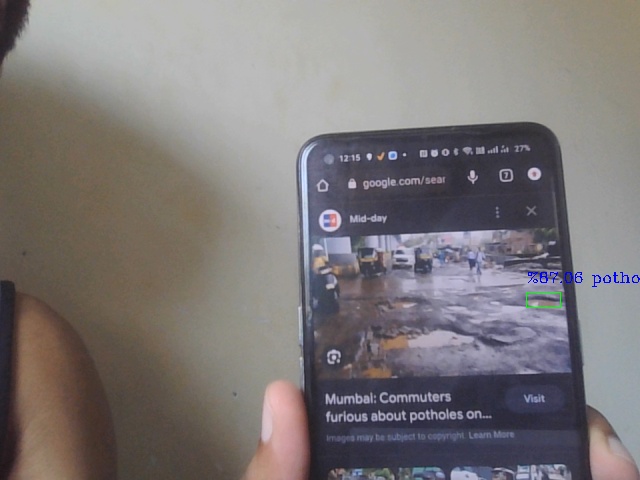 12:15
27%
google.com/sear
7
Mid-day
%87.06 potho
Mumbai: Commuters
furious about potholes on...
Visit
Images may be subject to copyright. Learn More